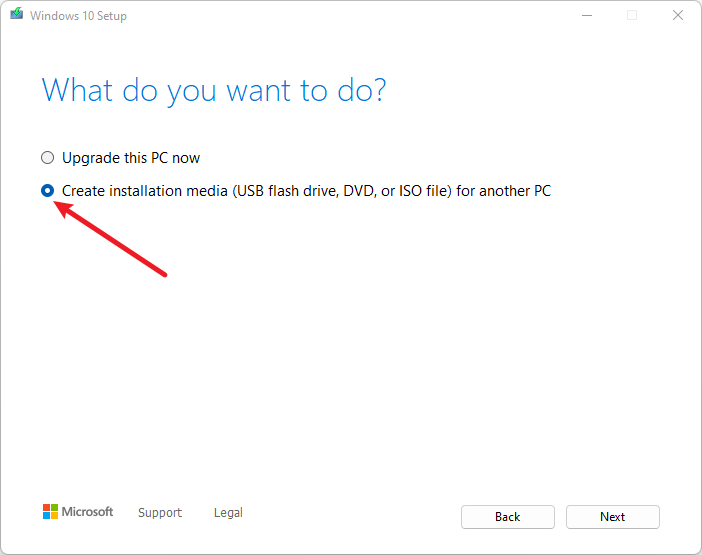 Windows 10 Setup
What do you want to do?
Upgrade this PC now
Create installation media (USB flash drive, DVD, or ISO file) for another PC
Microsoft Support Legal
Back Next